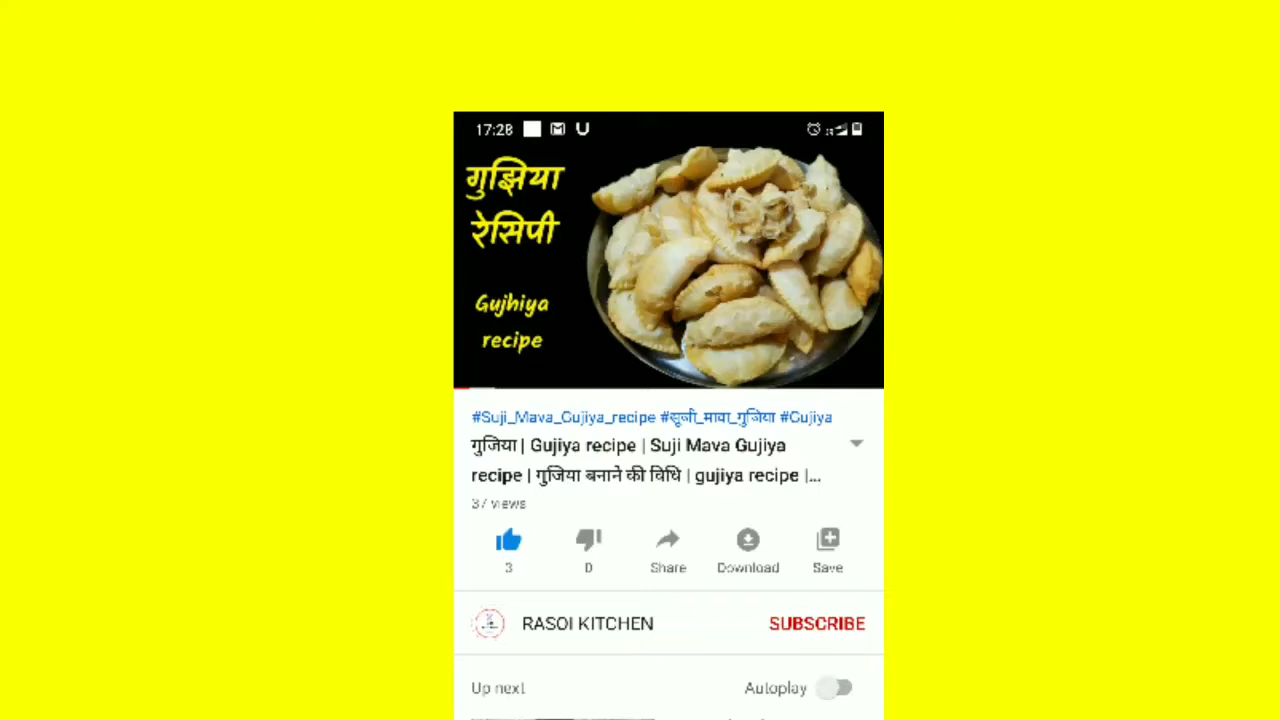 17:28
गुझिया
रेसिपी
Gujhiya
recipe
#Suji_Mava_Gujiya_recipe #सूजी_मावा_गुजिया #Gujiya
गुजिया | Gujiya recipe | Suji Mava Gujiya
recipe | गुजिया बनाने की विधि | gujiya recipe |...
37 views
3 0 Share Download Save
RASOI KITCHEN SUBSCRIBE
Up next Autoplay